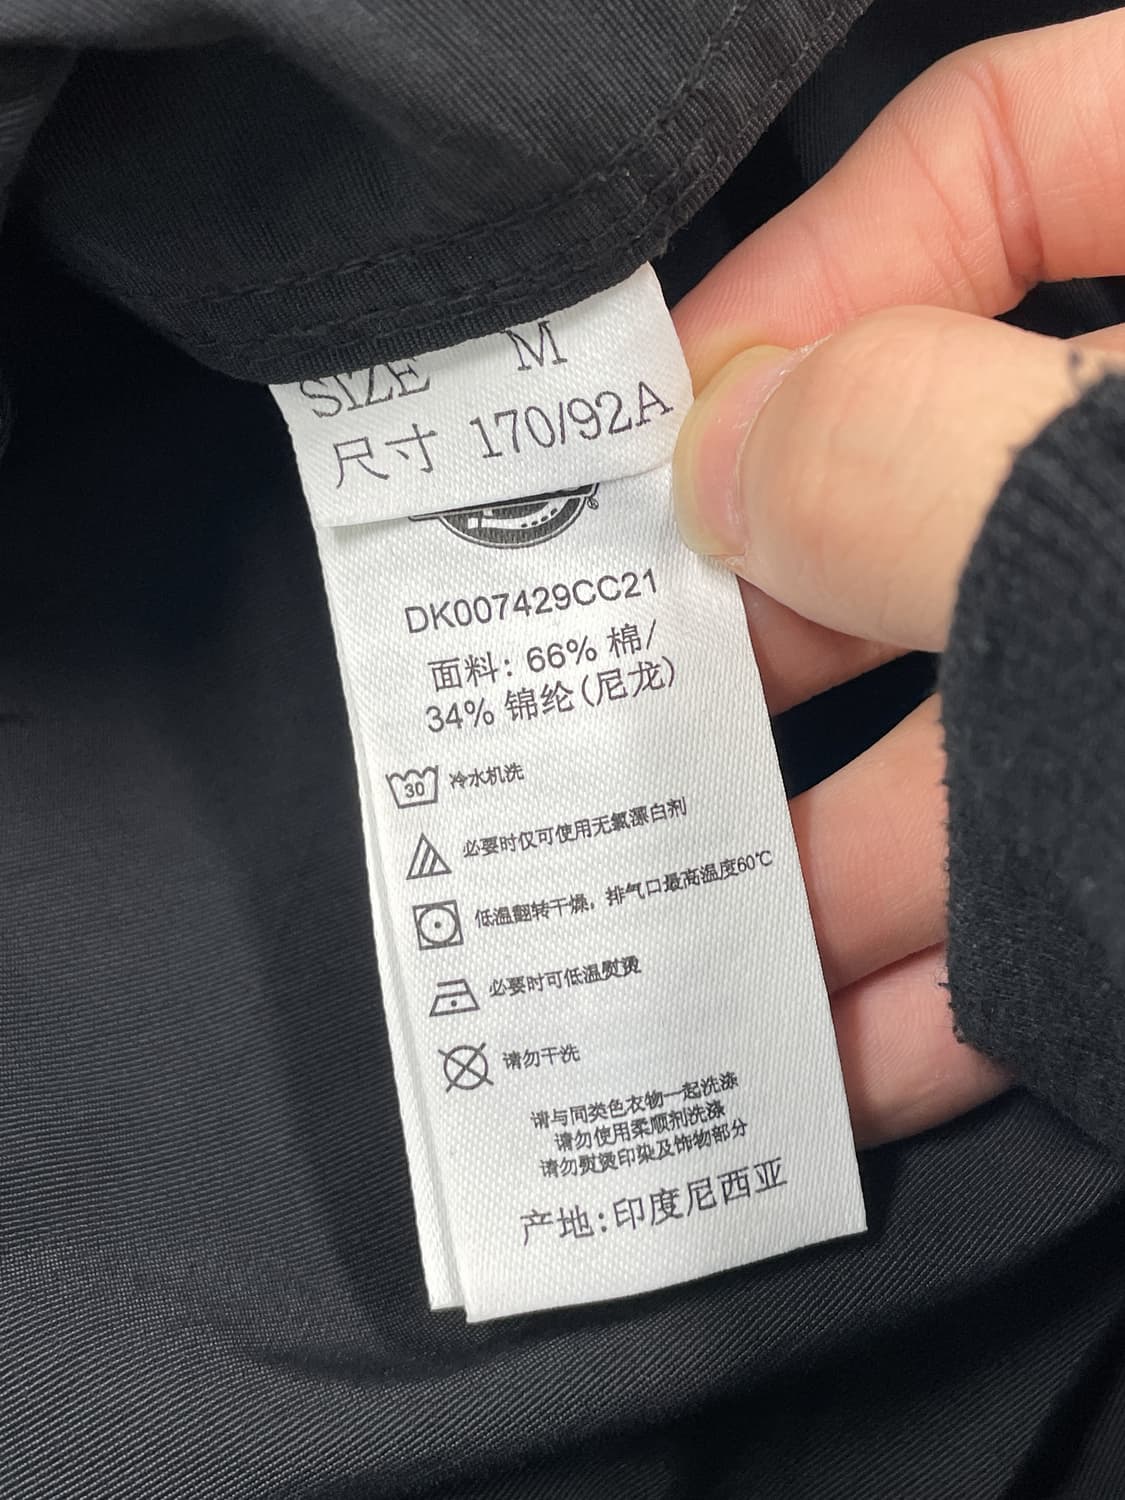 SIZE M
尺寸 170/92A
®
DK007429CC21
面料: 66% 棉/
34% 锦纶(尼龙)
30 冷水机洗
必要时仅可使用无氯漂白剂
低温翻转干燥，排气口最高温度60℃
必要时可低温熨烫
请勿干洗
请与同类色衣物一起洗涤
请勿使用柔顺剂洗涤
请勿熨烫印染及饰物部分
产地:印度尼西亚